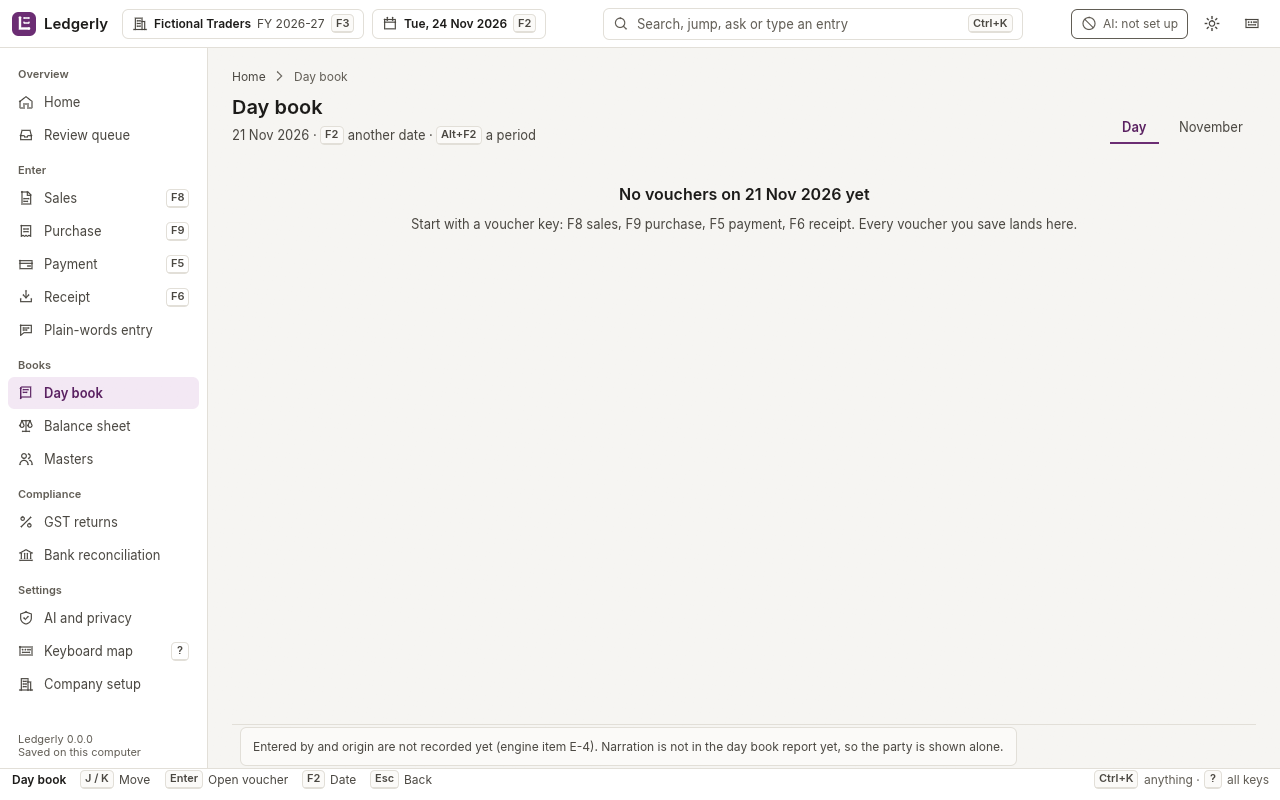 Ledgerly
Fictional Traders FY 2026-27 F3
Tue, 24 Nov 2026 F2
Search, jump, ask or type an entry Ctrl+K
AI: not set up
Overview
Home
Review queue
Enter
Sales F8
Purchase F9
Payment F5
Receipt F6
Plain-words entry
Books
Day book
Balance sheet
Masters
Compliance
GST returns
Bank reconciliation
Settings
AI and privacy
Keyboard map ?
Company setup
Ledgerly 0.0.0
Saved on this computer
Home > Day book
Day book
21 Nov 2026 · F2 another date · Alt+F2 a period
Day November
No vouchers on 21 Nov 2026 yet
Start with a voucher key: F8 sales, F9 purchase, F5 payment, F6 receipt. Every voucher you save lands here.
Entered by and origin are not recorded yet (engine item E-4). Narration is not in the day book report yet, so the party is shown alone.
Day book J / K Move Enter Open voucher F2 Date Esc Back Ctrl+K anything · ? all keys